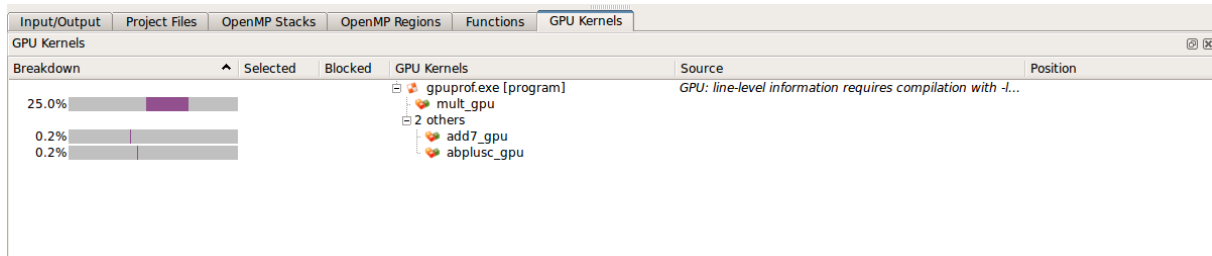 Input/Output Project Files OpenMP Stacks OpenMP Regions Functions GPU Kernels
GPU Kernels
Breakdown Selected Blocked GPU Kernels Source Position
gpuprof.exe [program] GPU: line-level information requires compilation with -l...
25.0% mult_gpu
2 others
0.2% add7_gpu
0.2% abplusc_gpu